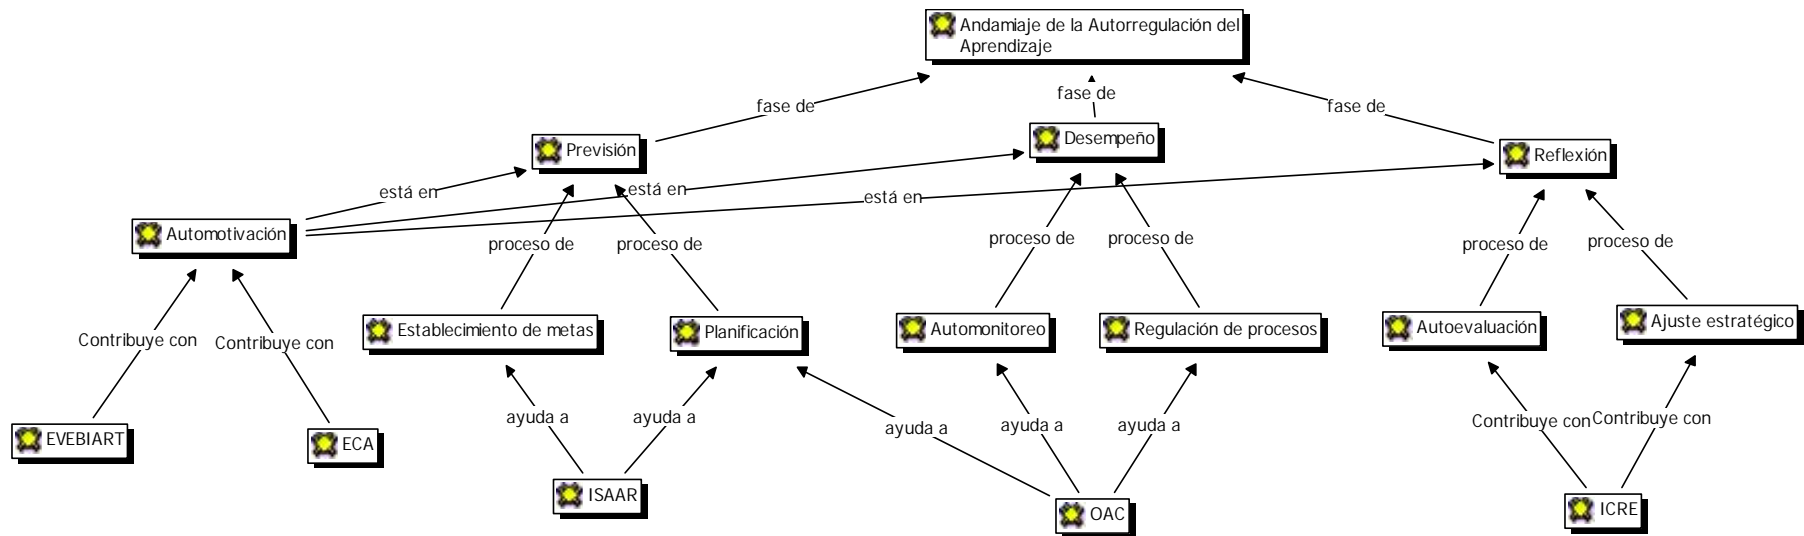 Andamiaje de la Autorregulación del
Aprendizaje
fase de
fase de
fase de
Previsión
Desempeño
Reflexión
está en
está en
está en
Automotivación
proceso de
proceso de
proceso de
proceso de
proceso de
proceso de
Contribuye con
Contribuye con
Establecimiento de metas
Planificación
Automonitoreo
Regulación de procesos
Autoevaluación
Ajuste estratégico
ayuda a
ayuda a
ayuda a
ayuda a
ayuda a
Contribuye con
Contribuye con
EVEBIART
ECA
ISAAR
OAC
ICRE